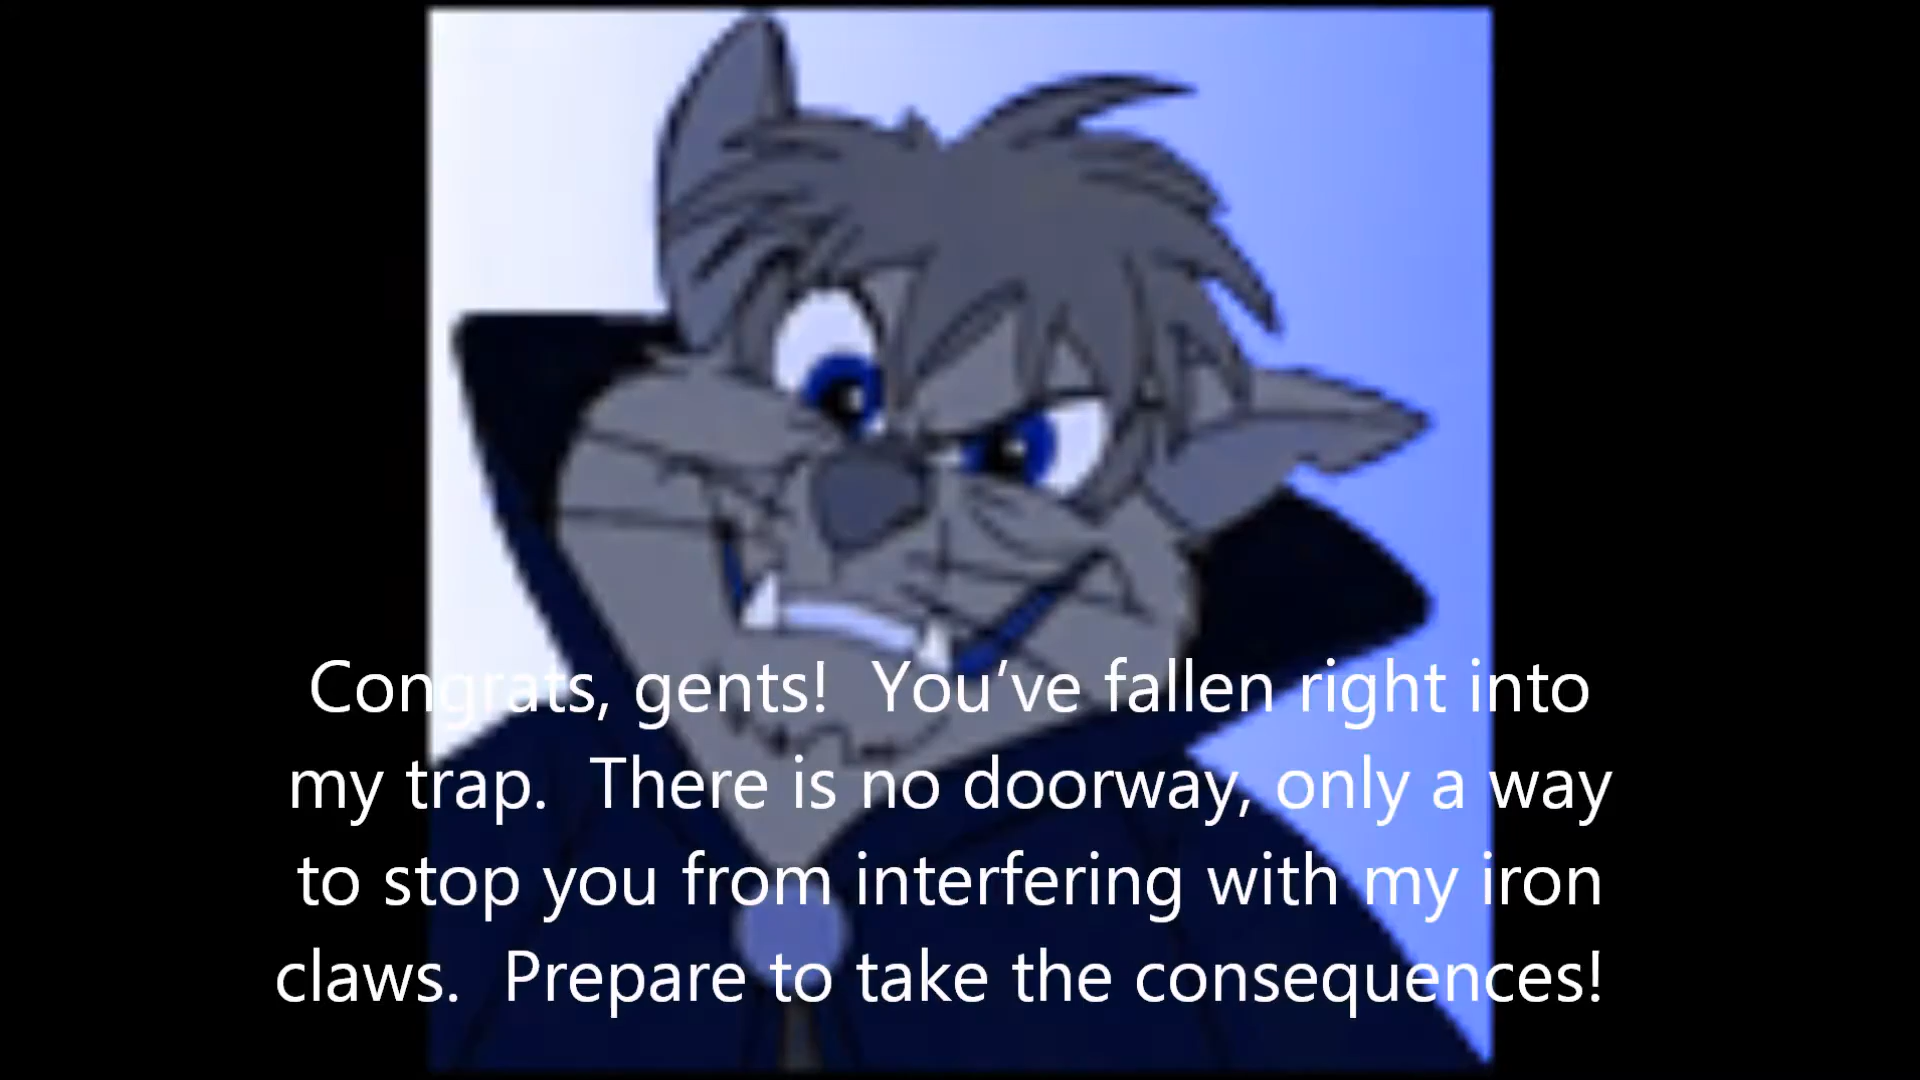 Congrats, gents!  You’ve fallen right into
my trap.  There is no doorway, only a way
to stop you from interfering with my iron
claws.  Prepare to take the consequences!